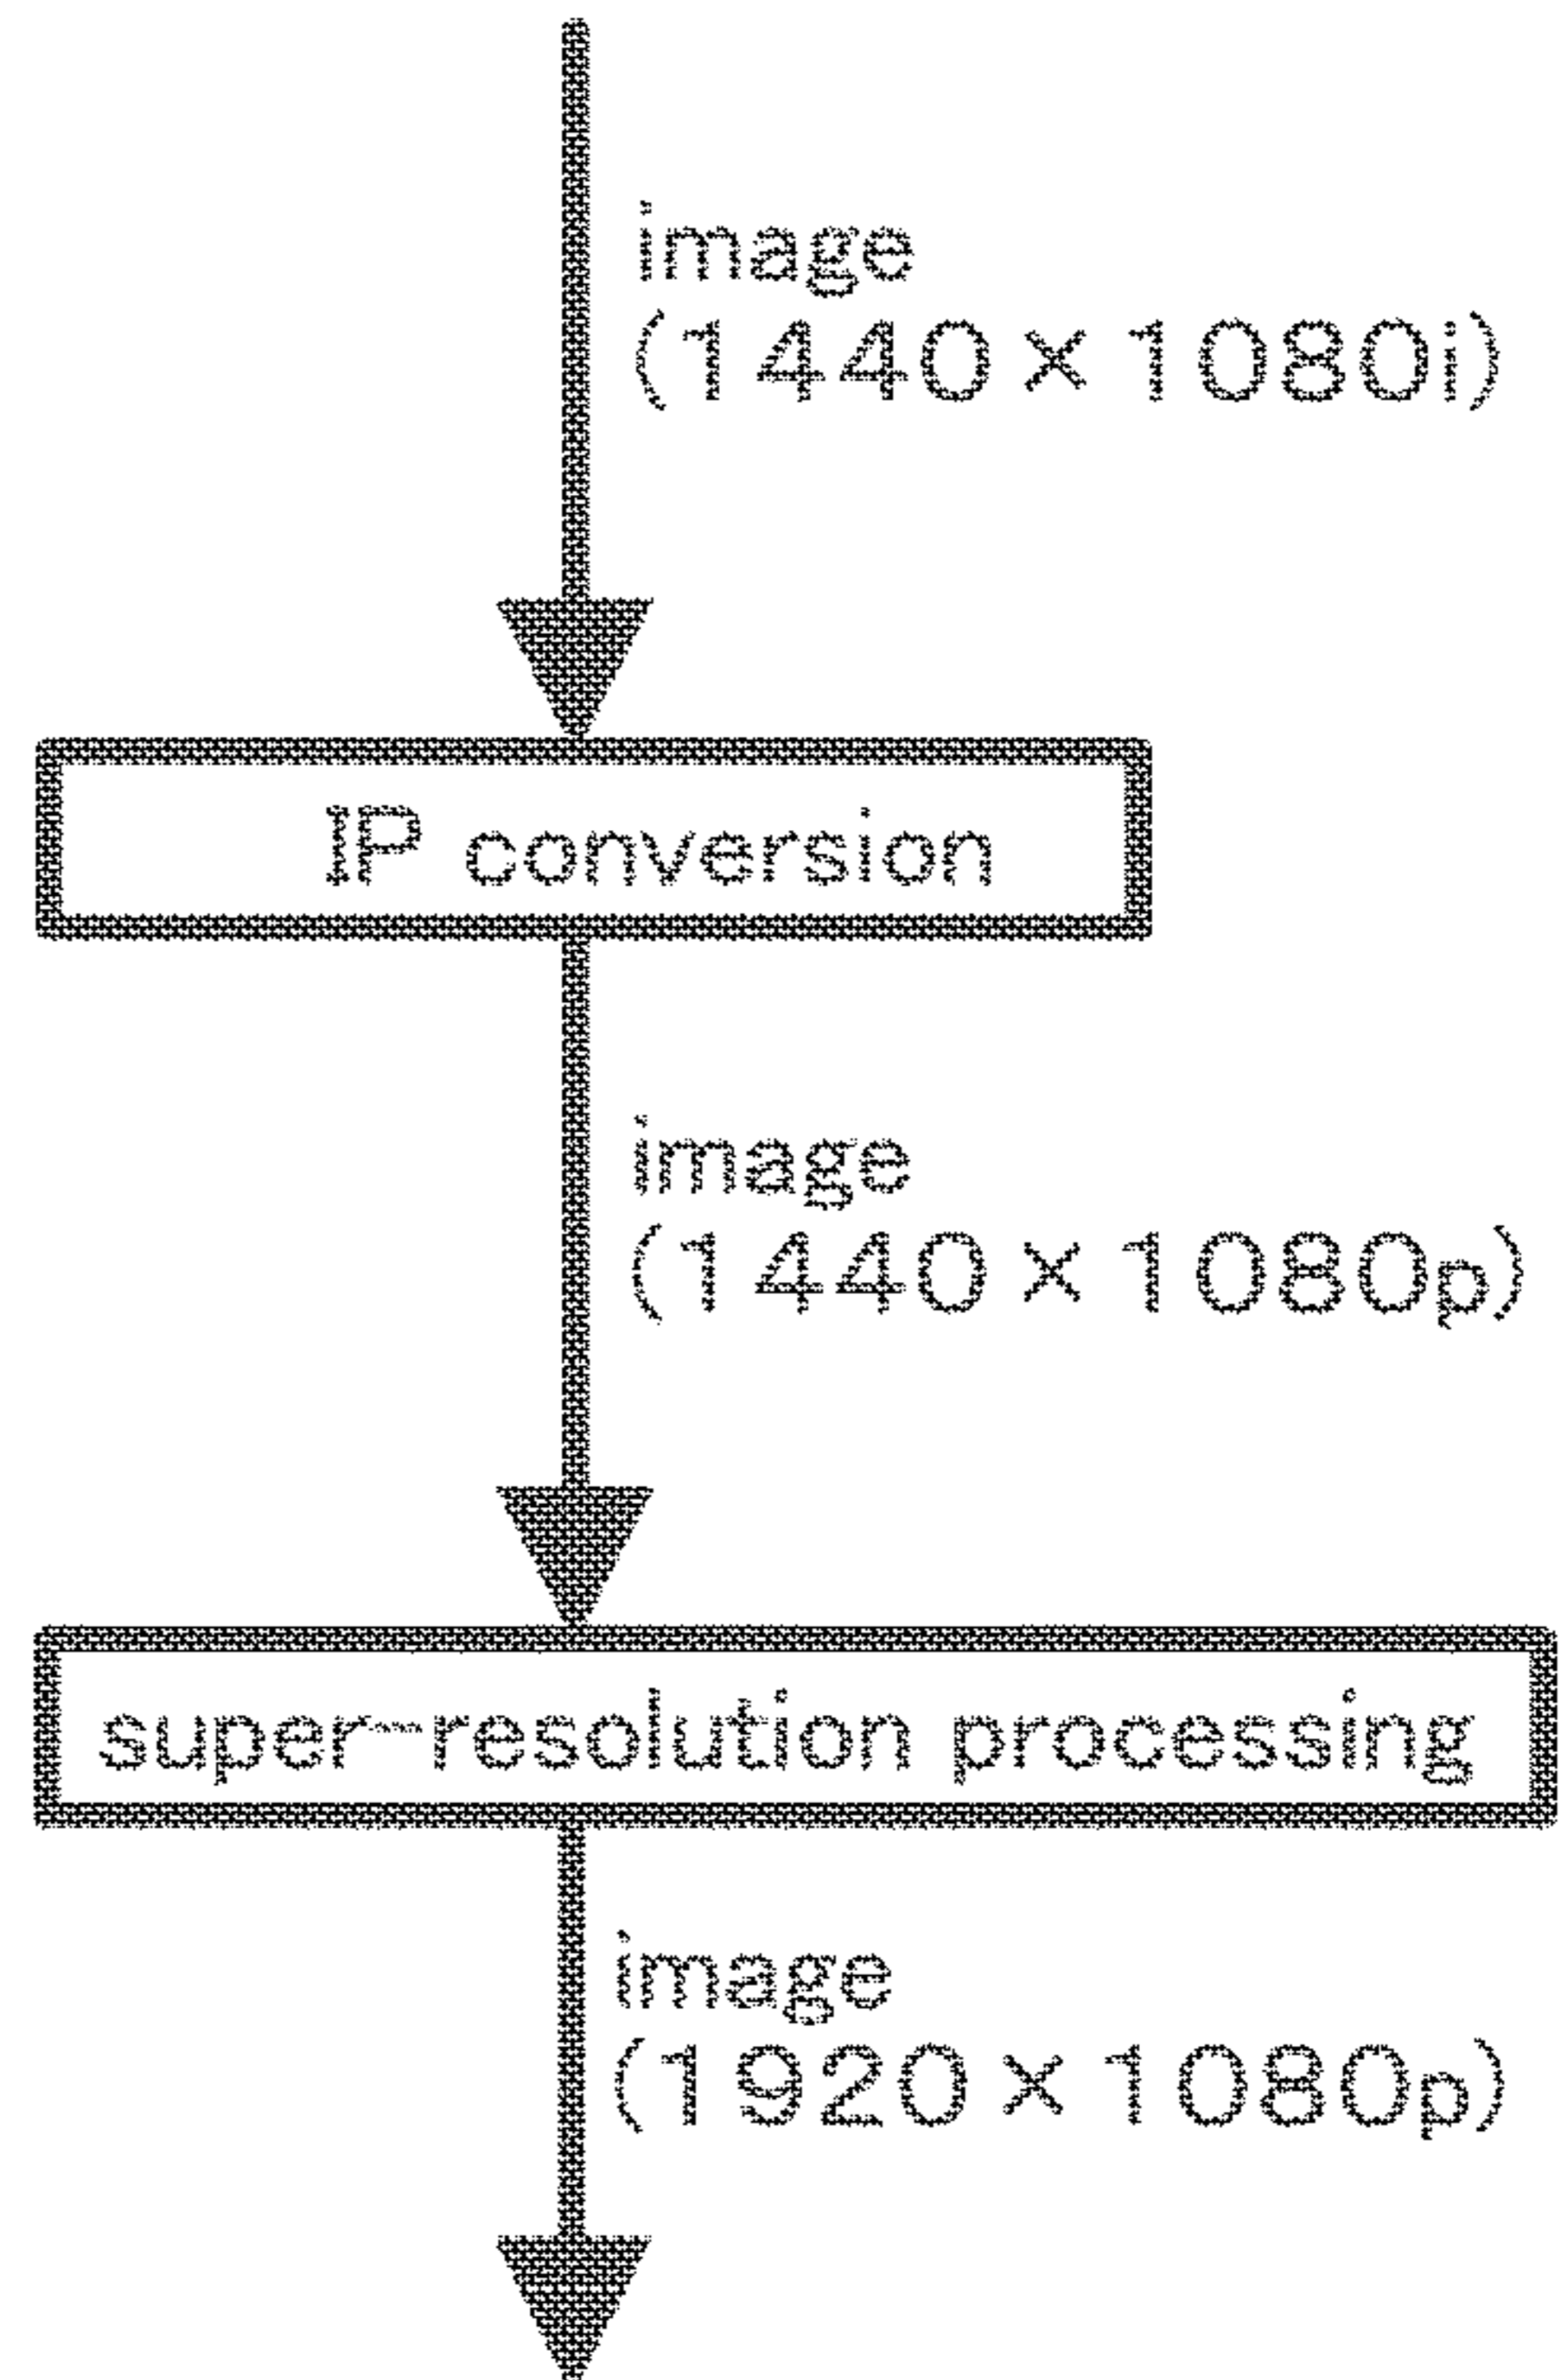 image
(1440×1080i)
IP conversion
image
(1440×1080p)
super-resolution processing
image
(1920×1080p)